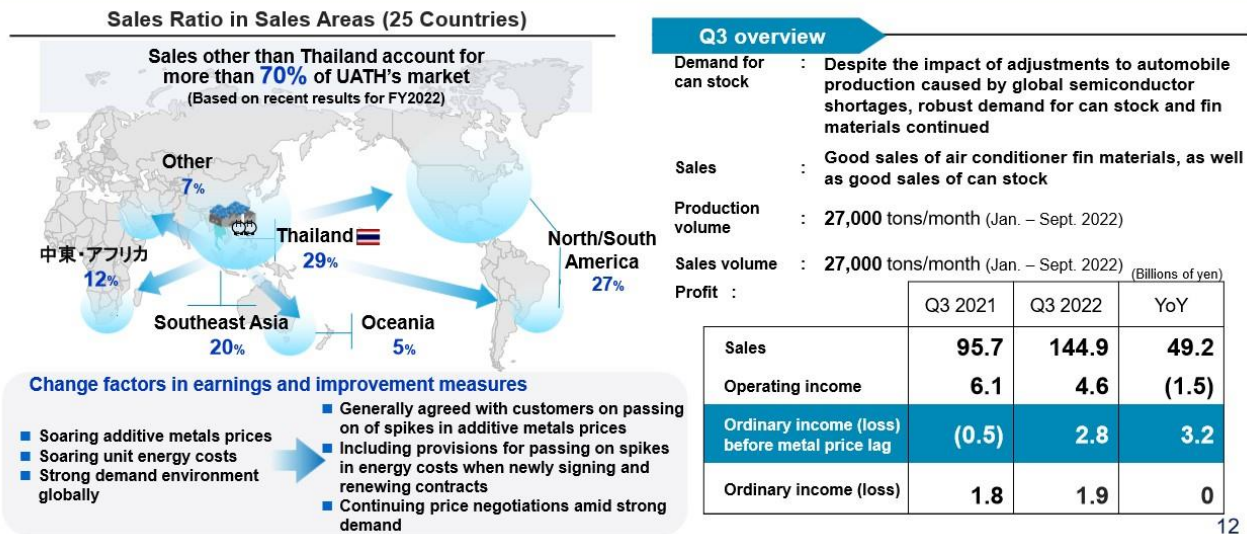 Sales Ratio in Sales Areas (25 Countries)
Sales other than Thailand account for
more than 70% of UATH's market
(Based on recent results for FY2022)
Other
7%
中東・アフリカ
12%
Thailand
29%
North/South
America
27%
Southeast Asia
20%
Oceania
5%
Change factors in earnings and improvement measures
■ Soaring additive metals prices
■ Soaring unit energy costs
■ Strong demand environment
globally
■ Generally agreed with customers on passing
on of spikes in additive metals prices
■ Including provisions for passing on spikes
in energy costs when newly signing and
renewing contracts
■ Continuing price negotiations amid strong
demand
Q3 overview
Demand for
can stock
: Despite the impact of adjustments to automobile
production caused by global semiconductor
shortages, robust demand for can stock and fin
materials continued
Sales : Good sales of air conditioner fin materials, as well
as good sales of can stock
Production
volume
: 27,000 tons/month (Jan. – Sept. 2022)
Sales volume : 27,000 tons/month (Jan. – Sept. 2022)
(Billions of yen)
Profit :
Q3 2021 Q3 2022 YoY
Sales 95.7 144.9 49.2
Operating income 6.1 4.6 (1.5)
Ordinary income (loss)
before metal price lag (0.5) 2.8 3.2
Ordinary income (loss) 1.8 1.9 0
12